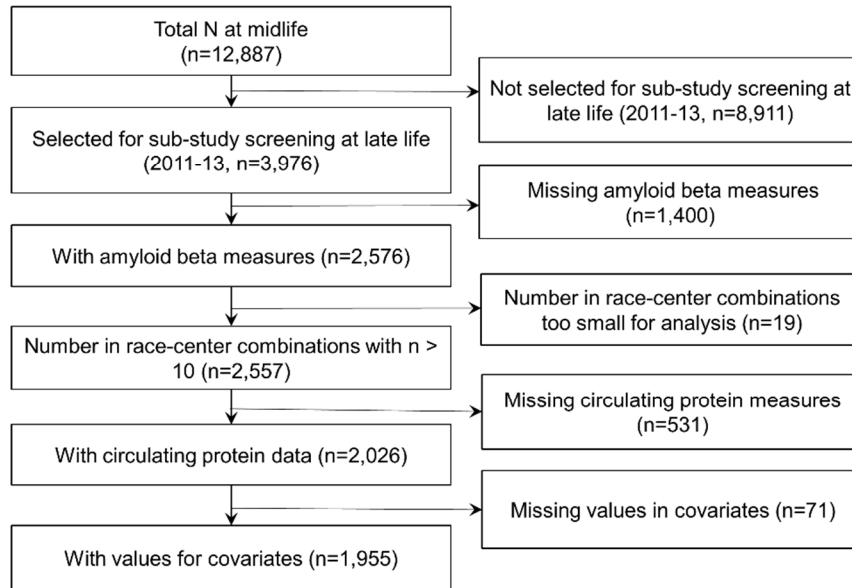 Total N at midlife
(n=12,887)
Not selected for sub-study screening at
late life (2011-13, n=8,911)
Selected for sub-study screening at late life
(2011-13, n=3,976)
Missing amyloid beta measures
(n=1,400)
With amyloid beta measures (n=2,576)
Number in race-center combinations
too small for analysis (n=19)
Number in race-center combinations with n >
10 (n=2,557)
Missing circulating protein measures
(n=531)
With circulating protein data (n=2,026)
Missing values in covariates (n=71)
With values for covariates (n=1,955)